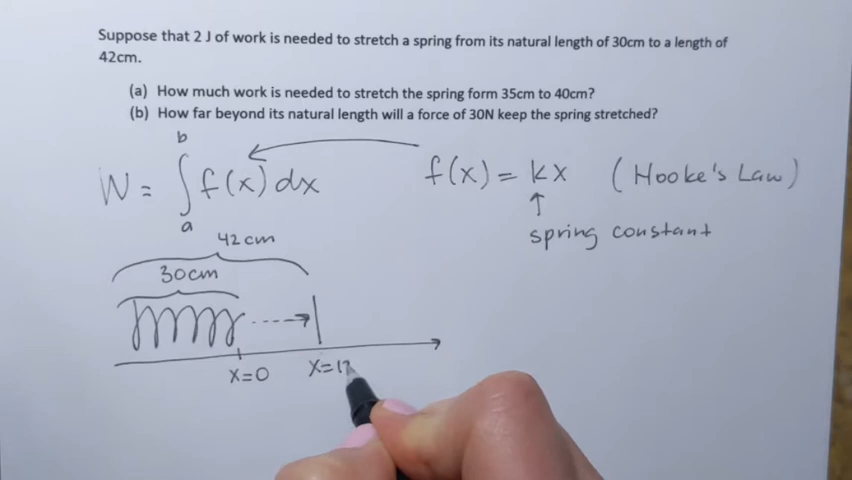 Suppose that 2 J of work is needed to stretch a spring from its natural length of 30cm to a length of
42cm.
(a) How much work is needed to stretch the spring form 35cm to 40cm?
(b) How far beyond its natural length will a force of 30N keep the spring stretched?
W = ∫ₐᵇ f(x) dx
f(x) = kx (Hooke's Law)
↑
spring constant
42cm
30cm
x=0
x=12